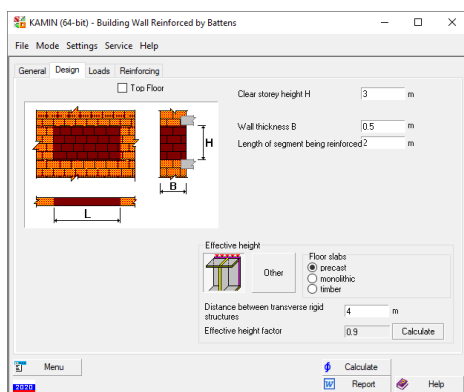 KAMIN (64-bit) - Building Wall Reinforced by Battens
File Mode Settings Service Help
General Design Loads Reinforcing
Top Floor
Clear storey height H 3 m
Wall thickness B 0.5 m
Length of segment being reinforced 2 m
H
B
L
Effective height
Other
Floor slabs
precast
monolithic
timber
Distance between transverse rigid
structures 4 m
Effective height factor 0.9 Calculate
Menu Calculate
2020 Report Help